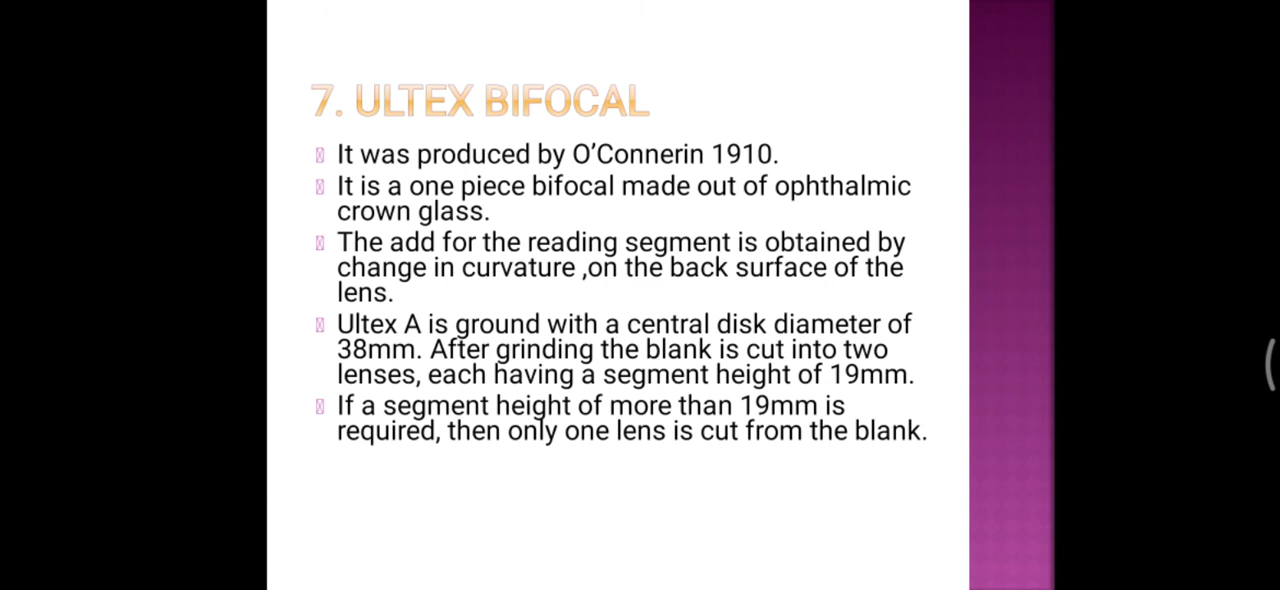 7. ULTEX BIFOCAL
It was produced by O’Connerin 1910.
It is a one piece bifocal made out of ophthalmic
crown glass.
The add for the reading segment is obtained by
change in curvature ,on the back surface of the
lens.
Ultex A is ground with a central disk diameter of
38mm. After grinding the blank is cut into two
lenses, each having a segment height of 19mm.
If a segment height of more than 19mm is
required, then only one lens is cut from the blank.